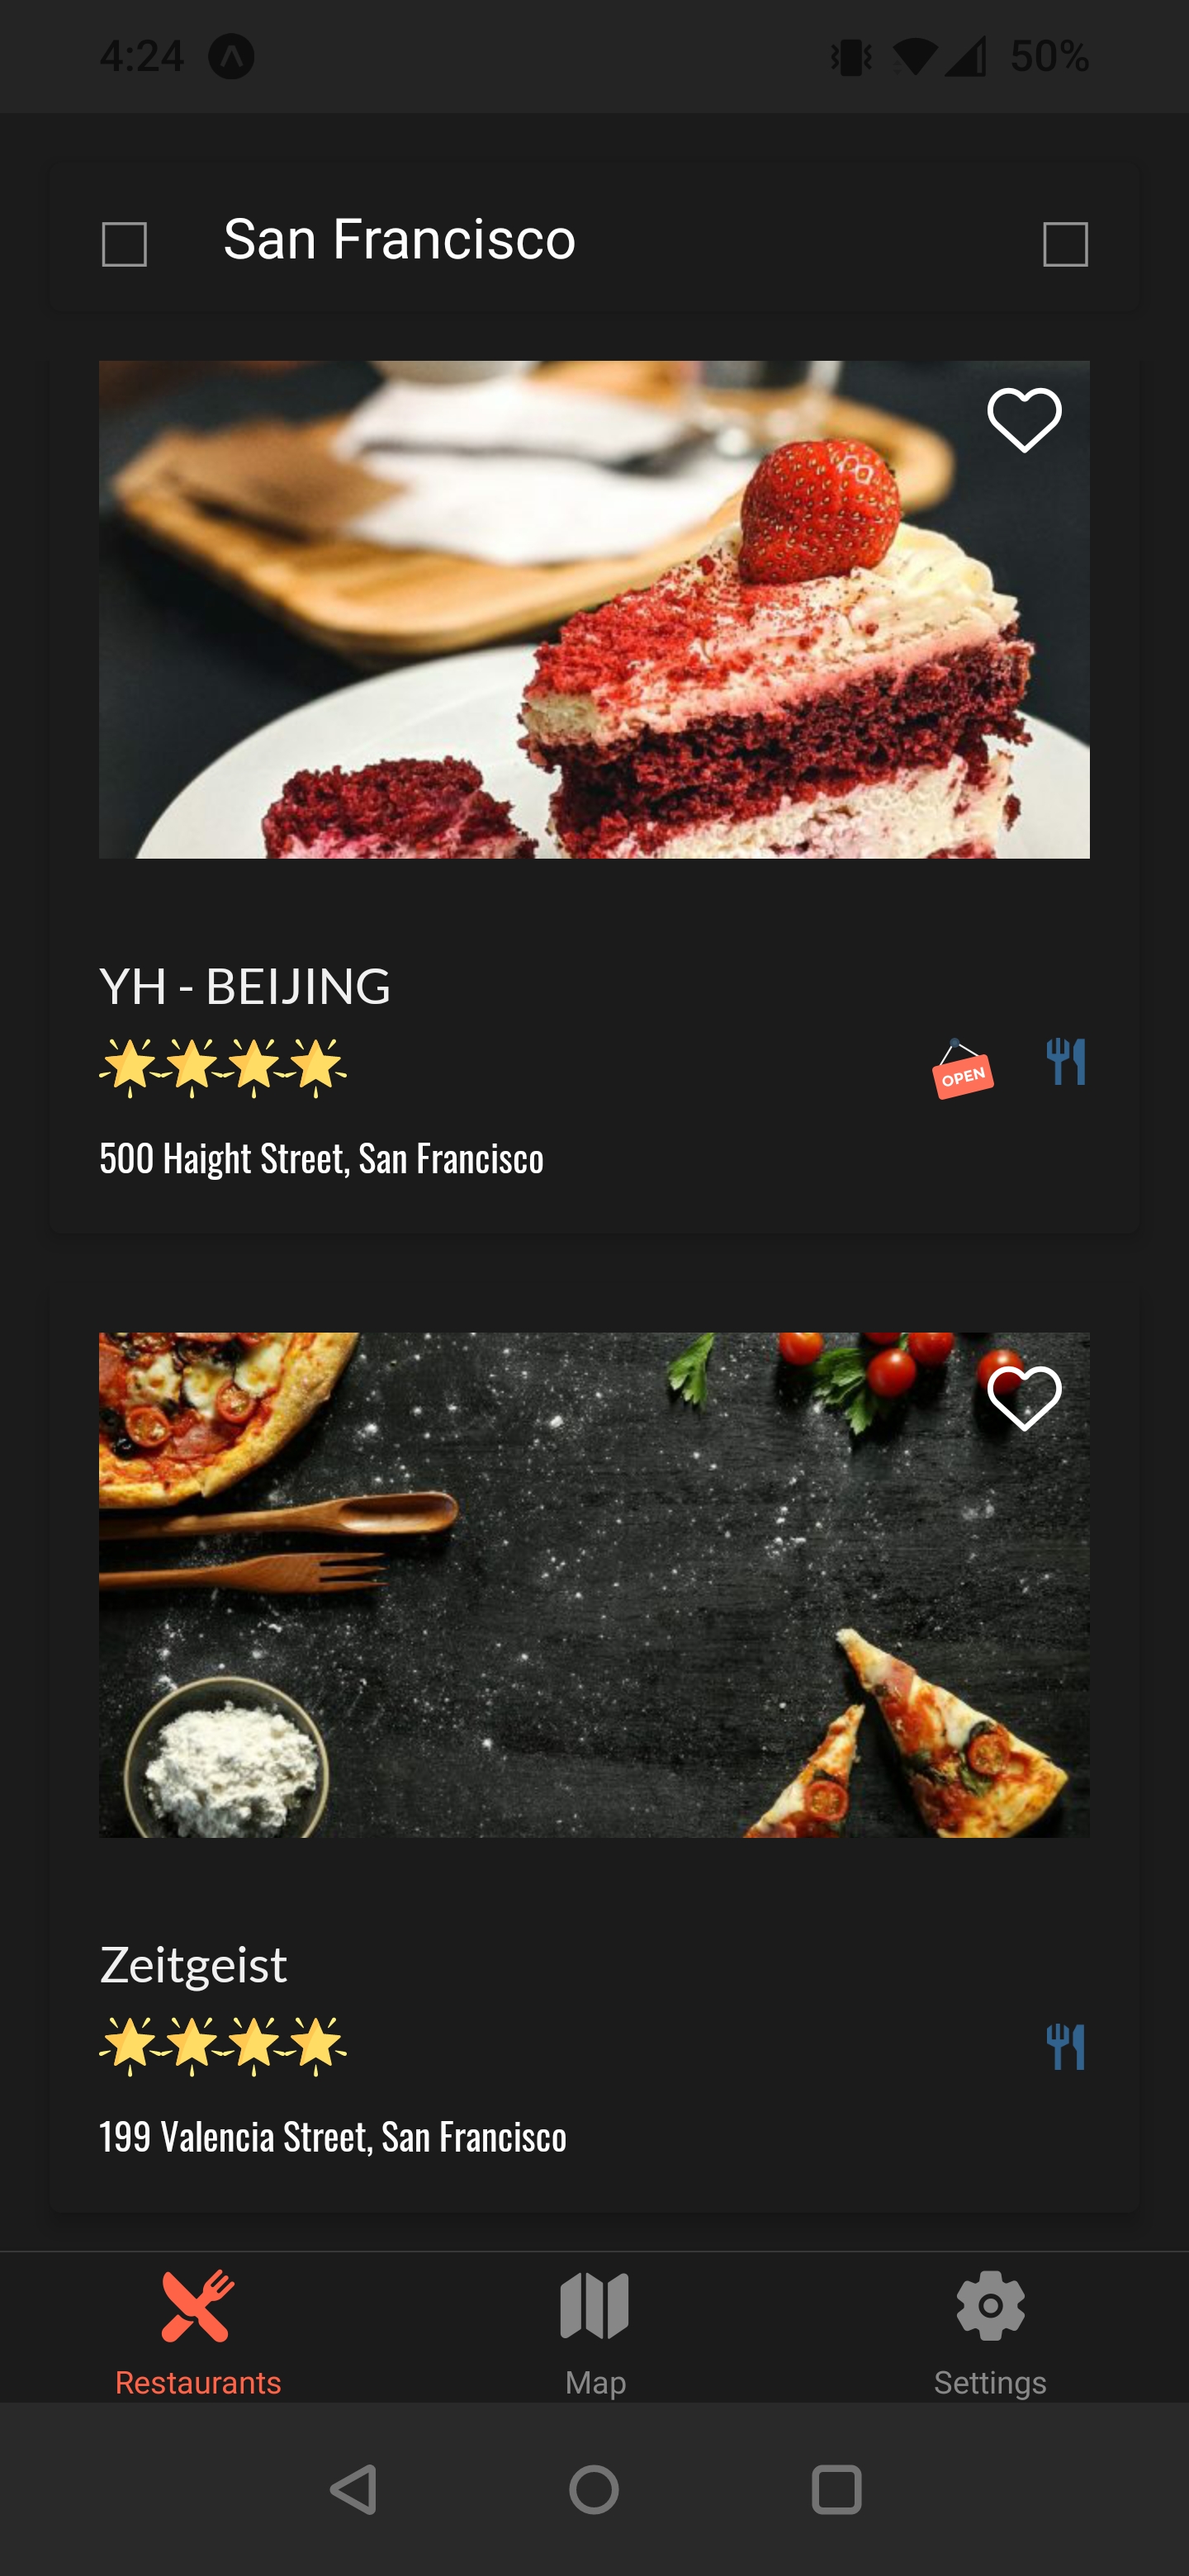 4:24
50%
San Francisco
YH - BEIJING
OPEN
500 Haight Street, San Francisco
Zeitgeist
199 Valencia Street, San Francisco
Restaurants
Map
Settings